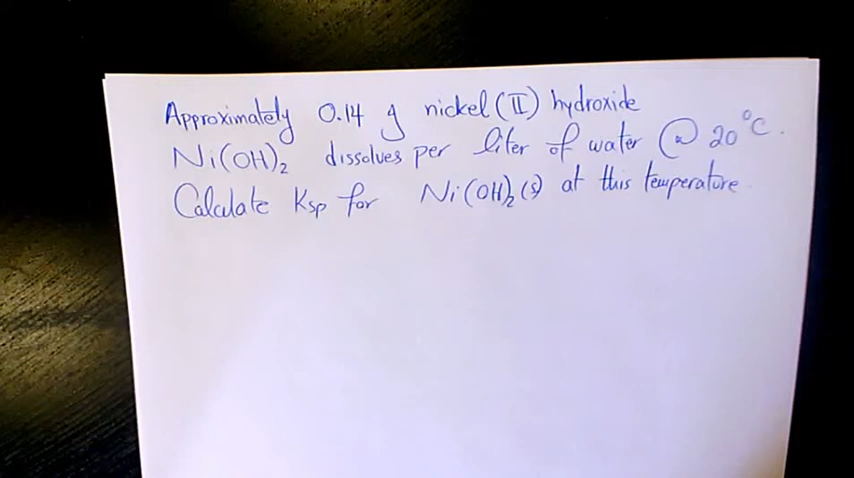 Approximately 0.14 g nickel (II) hydroxide
Ni(OH)₂ dissolves per liter of water @ 20°C.
Calculate Ksp for Ni(OH)₂(s) at this temperature.